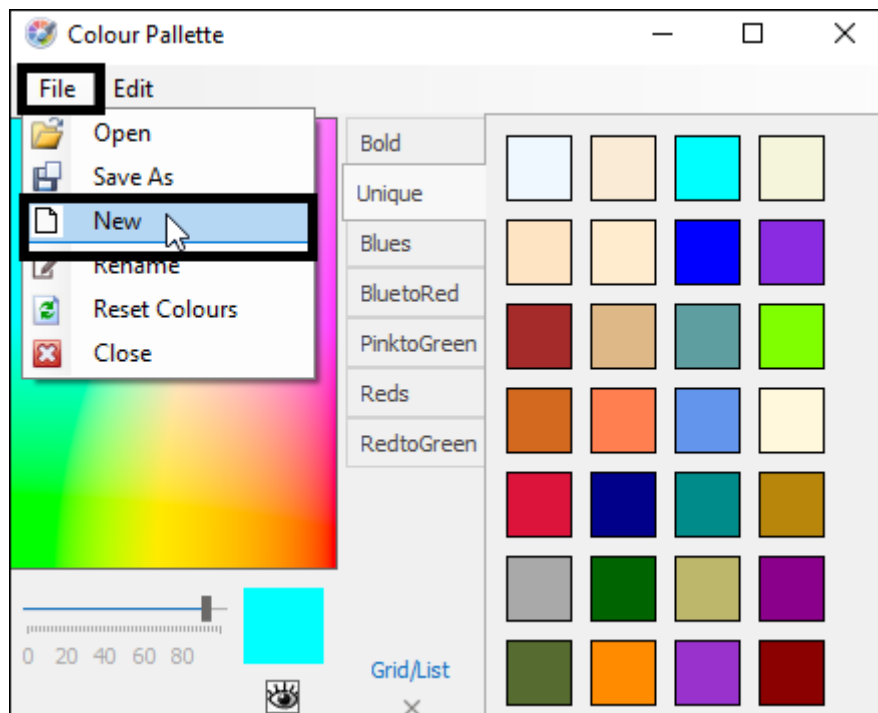 Colour Pallette
File Edit
Open
Save As
New
Rename
Reset Colours
Close
Bold
Unique
Blues
BluetoRed
PinktoGreen
Reds
RedtoGreen
0 20 40 60 80
Grid/List